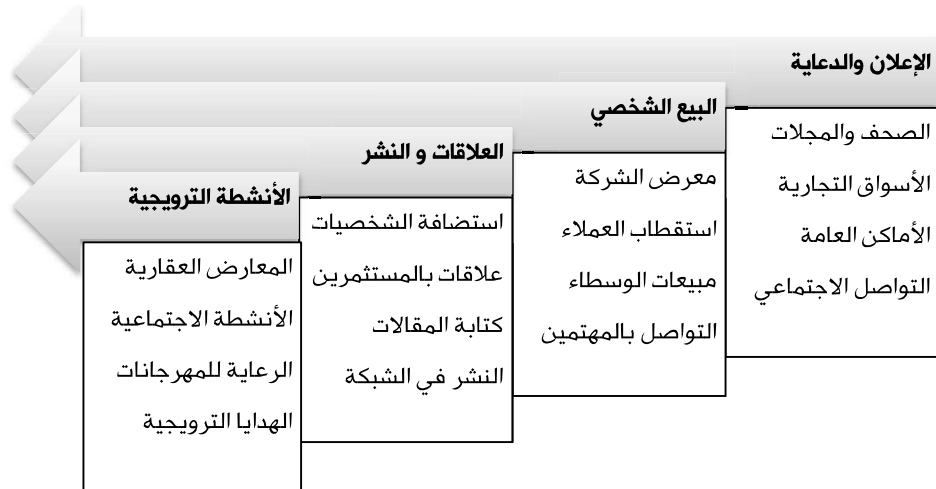 الإعلان والدعاية
الصحف والمجلات
الأسواق التجارية
الأماكن العامة
التواصل الاجتماعي
البيع الشخصي
معرض الشركة
استقطاب العملاء
مبيعات الوسطاء
التواصل بالمهتمين
العلاقات و النشر
استضافة الشخصيات
علاقات بالمستثمرين
كتابة المقالات
النشر في الشبكة
الأنشطة الترويجية
المعارض العقارية
الأنشطة الاجتماعية
الرعاية للمهرجانات
الهدايا الترويجية